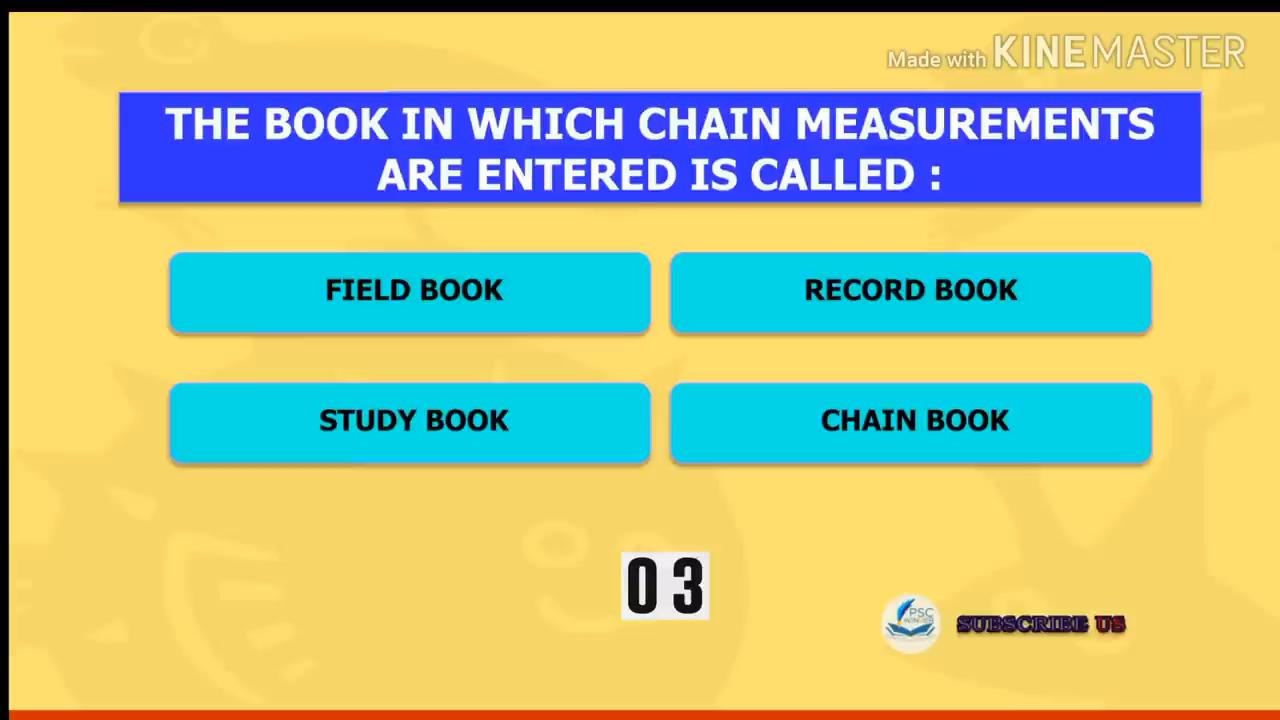 Made with KINEMASTER
THE BOOK IN WHICH CHAIN MEASUREMENTS
ARE ENTERED IS CALLED :
FIELD BOOK
RECORD BOOK
STUDY BOOK
CHAIN BOOK
03
PSC
SUBSCRIBE US